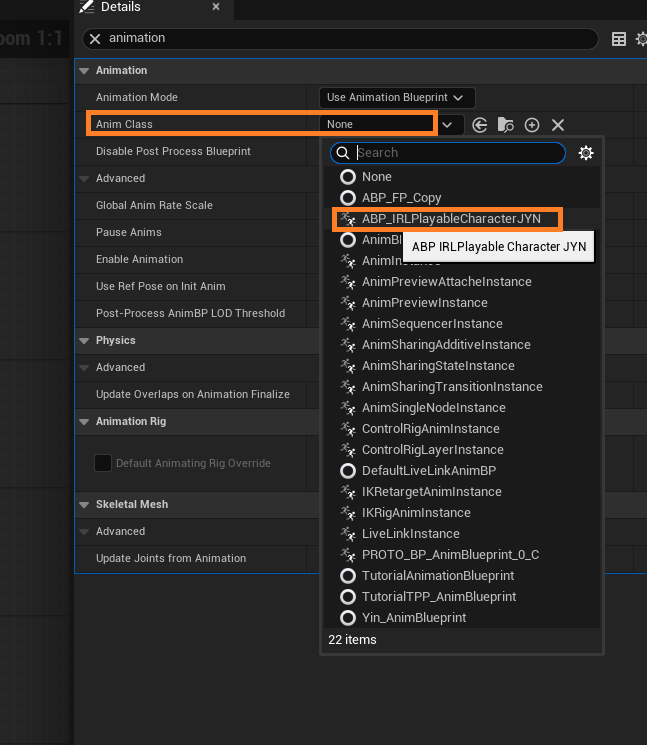 Details
oom 1:1
animation
Animation
Animation Mode
Use Animation Blueprint
Anim Class
None
Disable Post Process Blueprint
Search
Advanced
None
Global Anim Rate Scale
ABP_FP_Copy
Pause Anims
ABP_IRLPlayableCharacterJYN
AnimBl
ABP IRLPlayable Character JYN
Enable Animation
AnimInstance
Use Ref Pose on Init Anim
AnimPreviewAttacheInstance
AnimPreviewInstance
Post-Process AnimBP LOD Threshold
AnimSequencerInstance
Physics
AnimSharingAdditiveInstance
Advanced
AnimSharingStateInstance
Update Overlaps on Animation Finalize
AnimSharingTransitionInstance
AnimSingleNodeInstance
Animation Rig
ControlRigAnimInstance
ControlRigLayerInstance
Default Animating Rig Override
DefaultLiveLinkAnimBP
IKRetargetAnimInstance
Skeletal Mesh
IKRigAnimInstance
Advanced
LiveLinkInstance
Update Joints from Animation
PROTO_BP_AnimBlueprint_0_C
TutorialAnimationBlueprint
TutorialTPP_AnimBlueprint
Yin_AnimBlueprint
22 items